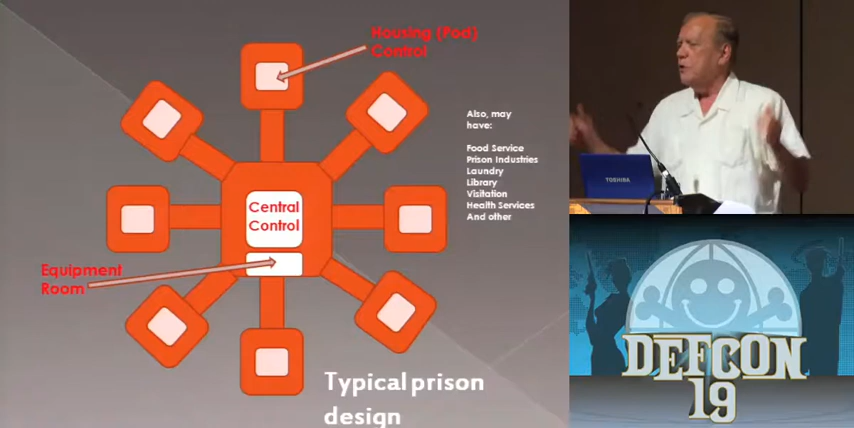 Housing (Pod)
Control
Also, may
have:
Food Service
Prison Industries
Laundry
Library
Visitation
Health Services
And other
Central
Control
Equipment
Room
Typical prison
design
TOSHIBA
DEFCON
19